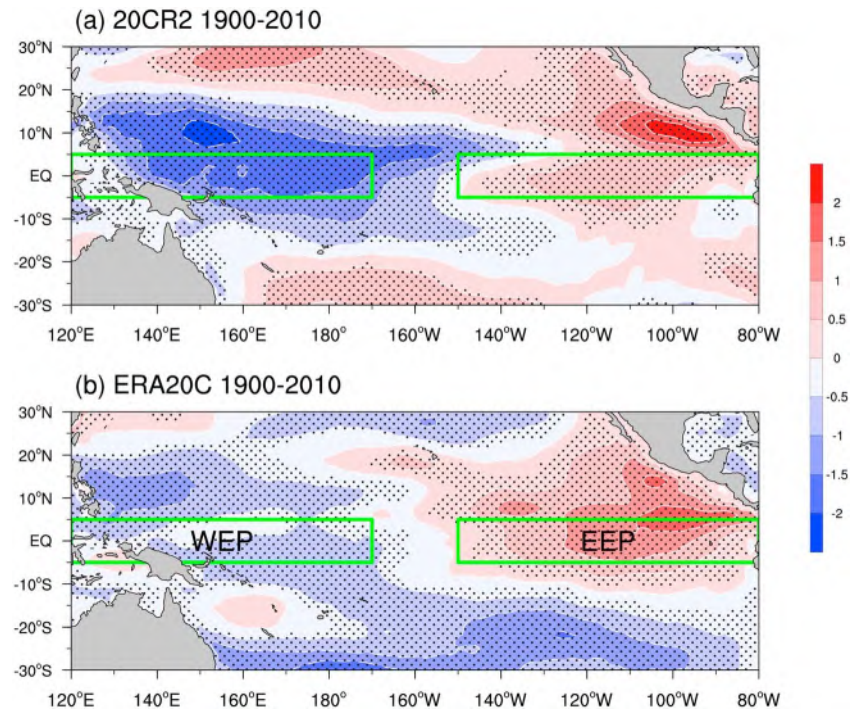 (a) 20CR2 1900-2010
30°N
20°N
10°N
EQ
-10°S
-20°S
-30°S
120°E 140°E 160°E 180° 160°W 140°W 120°W 100°W 80°W
2
1.5
1
0.5
0
-0.5
-1
-1.5
-2
(b) ERA20C 1900-2010
30°N
20°N
10°N
EQ
-10°S
-20°S
-30°S
WEP EEP
120°E 140°E 160°E 180° 160°W 140°W 120°W 100°W 80°W